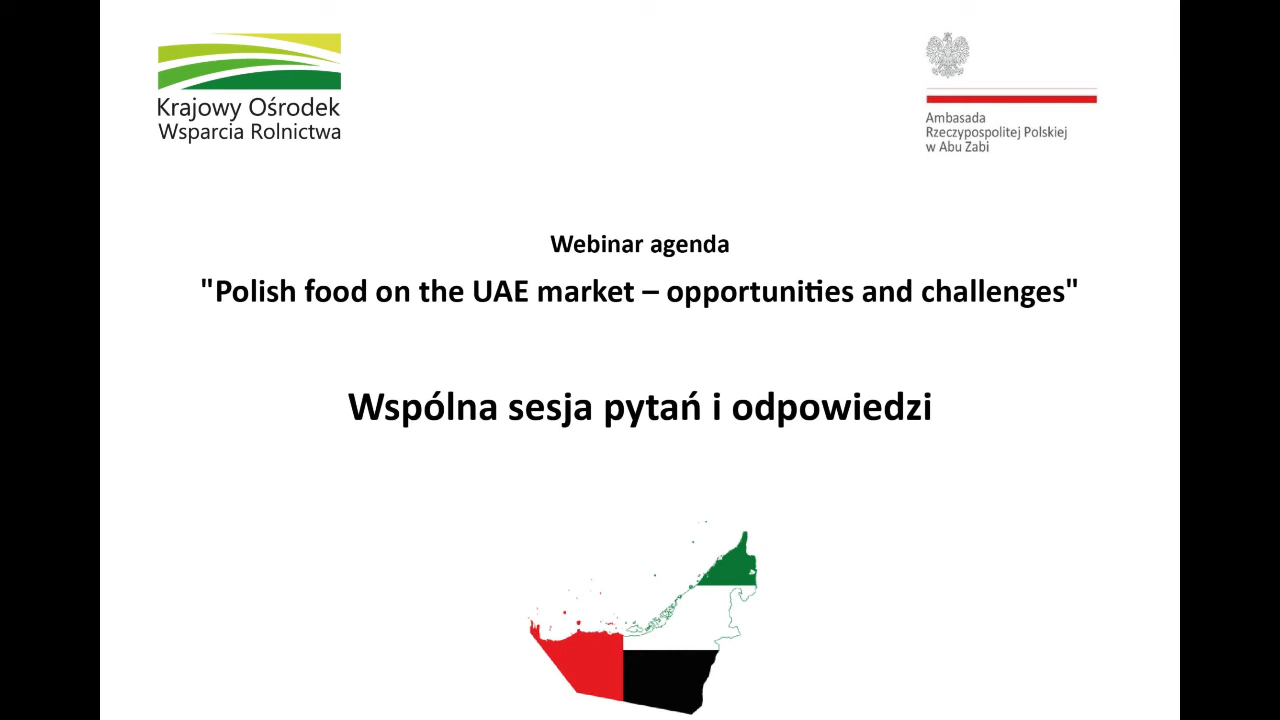 Krajowy Ośrodek
Wsparcia Rolnictwa
Ambasada
Rzeczypospolitej Polskiej
w Abu Zabi
Webinar agenda
"Polish food on the UAE market – opportunities and challenges"
Wspólna sesja pytań i odpowiedzi